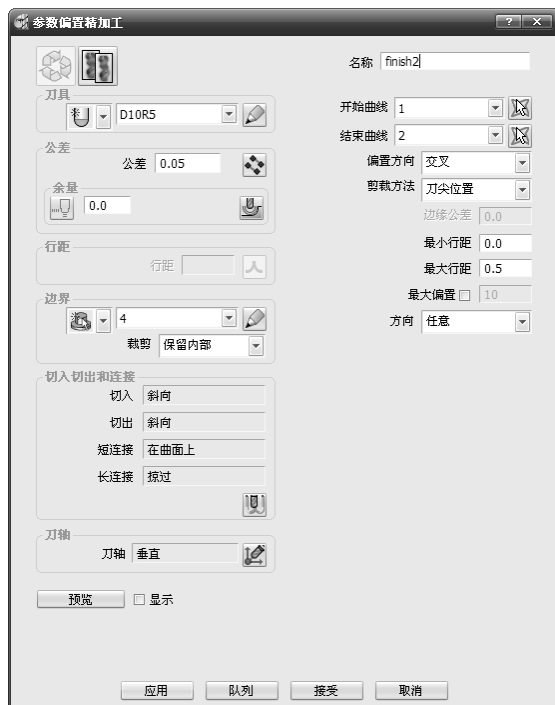 参数偏置精加工
刀具
D10R5
公差
公差 0.05
余量
0.0
行距
行距
边界
4
裁剪 保留内部
切入切出和连接
切入 斜向
切出 斜向
短连接 在曲面上
长连接 掠过
刀轴
刀轴 垂直
预览 显示
名称 finish2
开始曲线 1
结束曲线 2
偏置方向 交叉
剪裁方法 刀尖位置
边缘公差 0.0
最小行距 0.0
最大行距 0.5
最大偏置 10
方向 任意
应用 队列 接受 取消